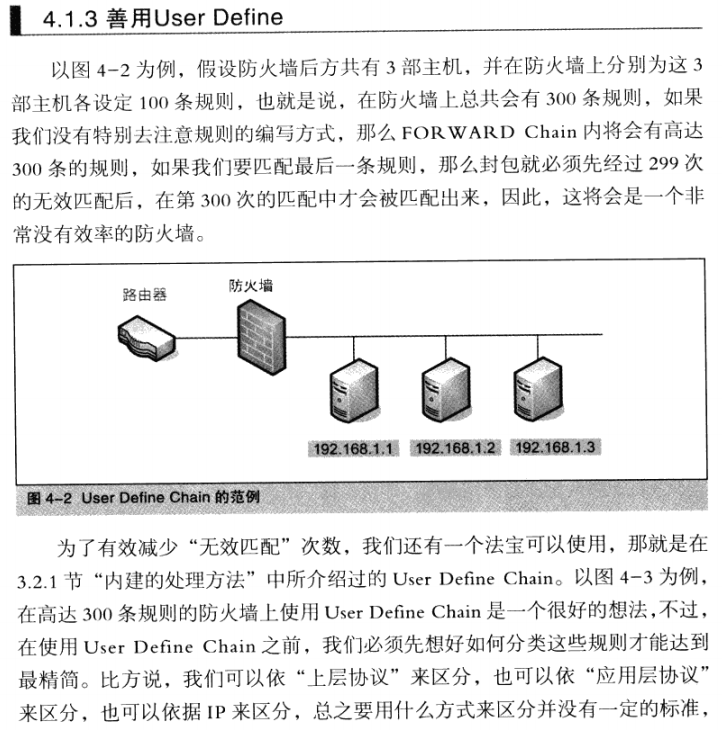 4.1.3 善用User Define
以图 4-2 为例，假设防火墙后方共有 3 部主机，并在防火墙上分别为这 3
部主机各设定 100 条规则，也就是说，在防火墙上总共会有 300 条规则，如果
我们没有特别去注意规则的编写方式，那么 FORWARD Chain 内将会有高达
300 条的规则，如果我们要匹配最后一条规则，那么封包就必须先经过 299 次
的无效匹配后，在第 300 次的匹配中才会被匹配出来，因此，这将会是一个非
常没有效率的防火墙。
路由器
防火墙
192.168.1.1 192.168.1.2 192.168.1.3
图 4-2 User Define Chain 的范例
为了有效减少“无效匹配”次数，我们还有一个法宝可以使用，那就是在
3.2.1 节“内建的处理方法”中所介绍过的 User Define Chain。以图 4-3 为例，
在高达 300 条规则的防火墙上使用 User Define Chain 是一个很好的想法，不过，
在使用 User Define Chain 之前，我们必须先想好如何分类这些规则才能达到
最精简。比方说，我们可以依“上层协议”来区分，也可以依“应用层协议”
来区分，也可以依据 IP 来区分，总之要用什么方式来区分并没有一定的标准，